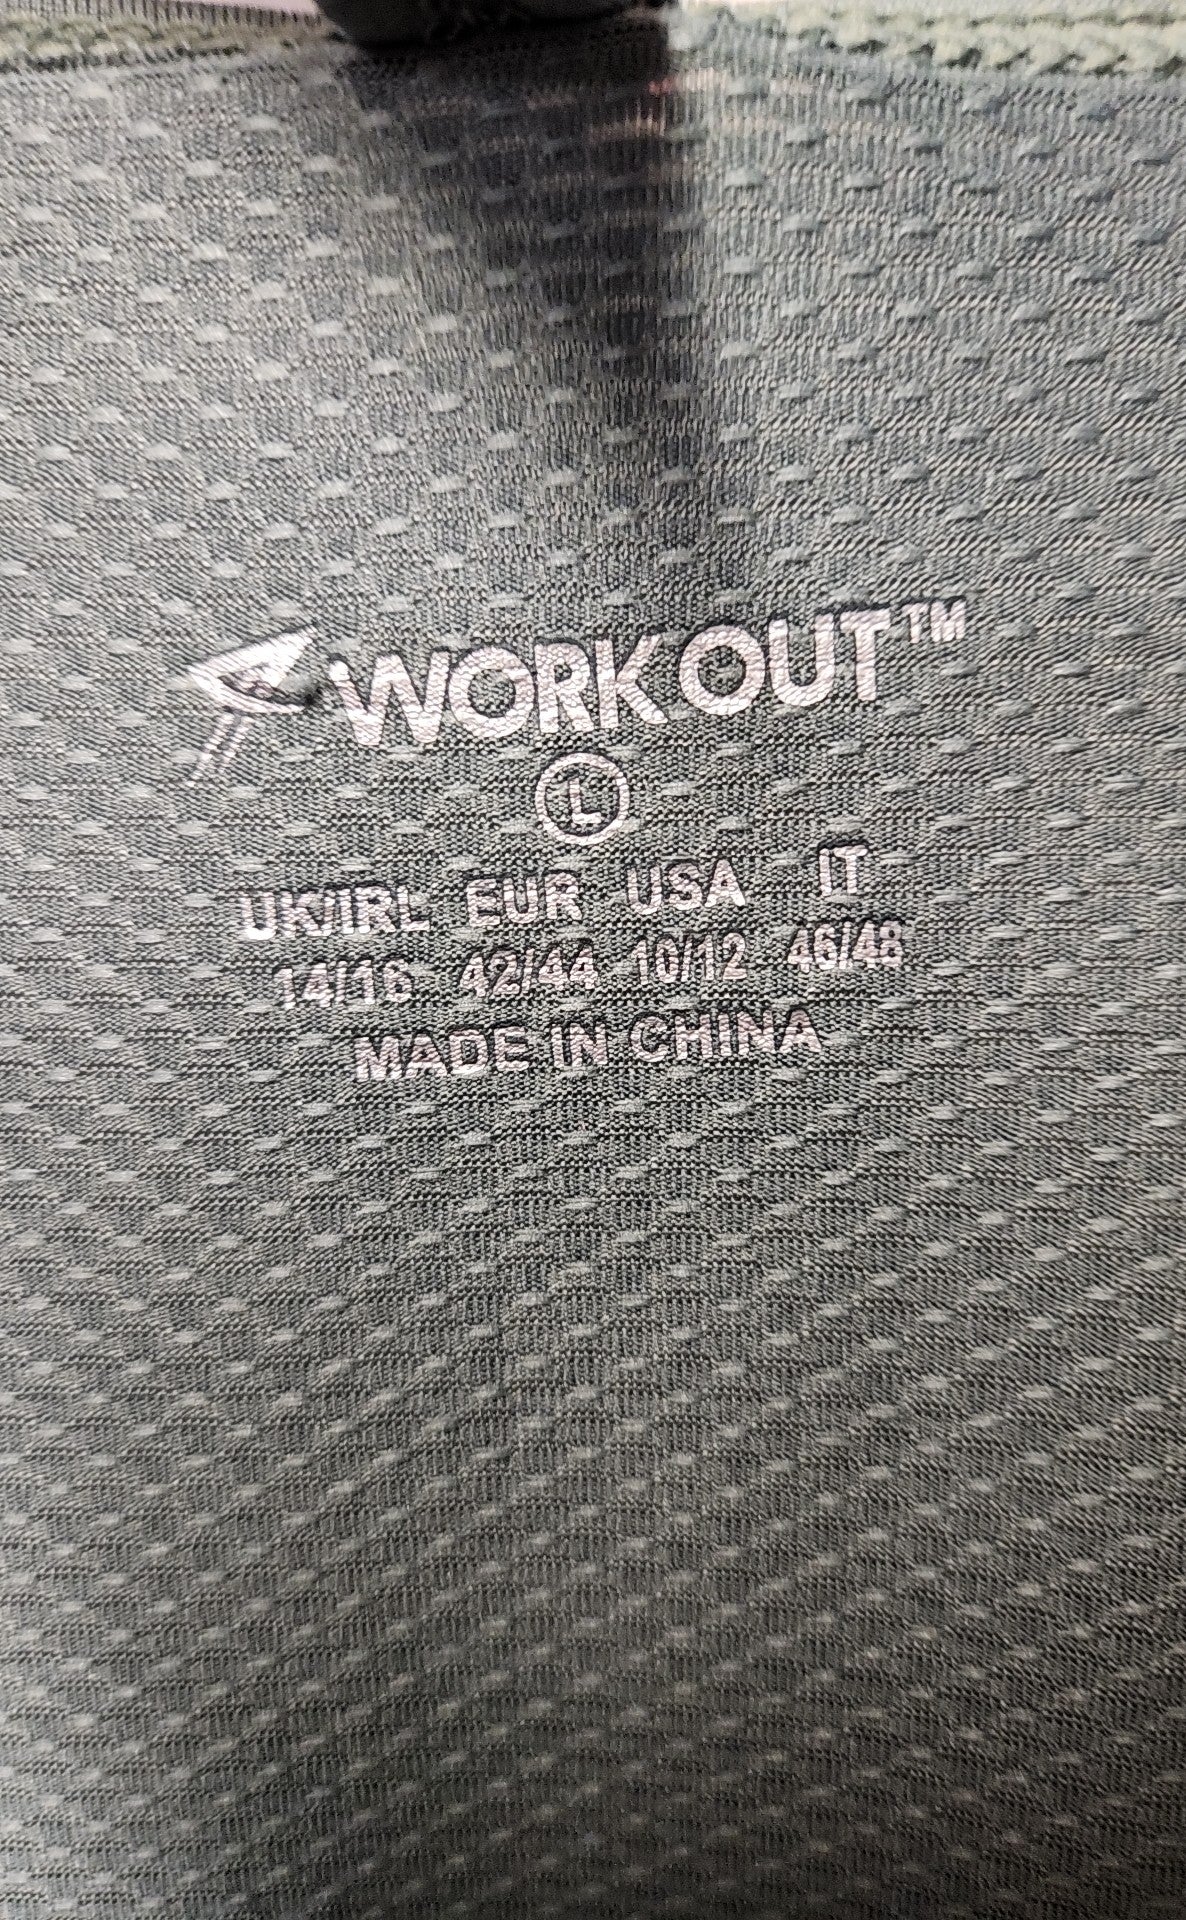 WORKOUT™
L
UK/IRL EUR USA IT
14/16 42/44 10/12 46/48
MADE IN CHINA